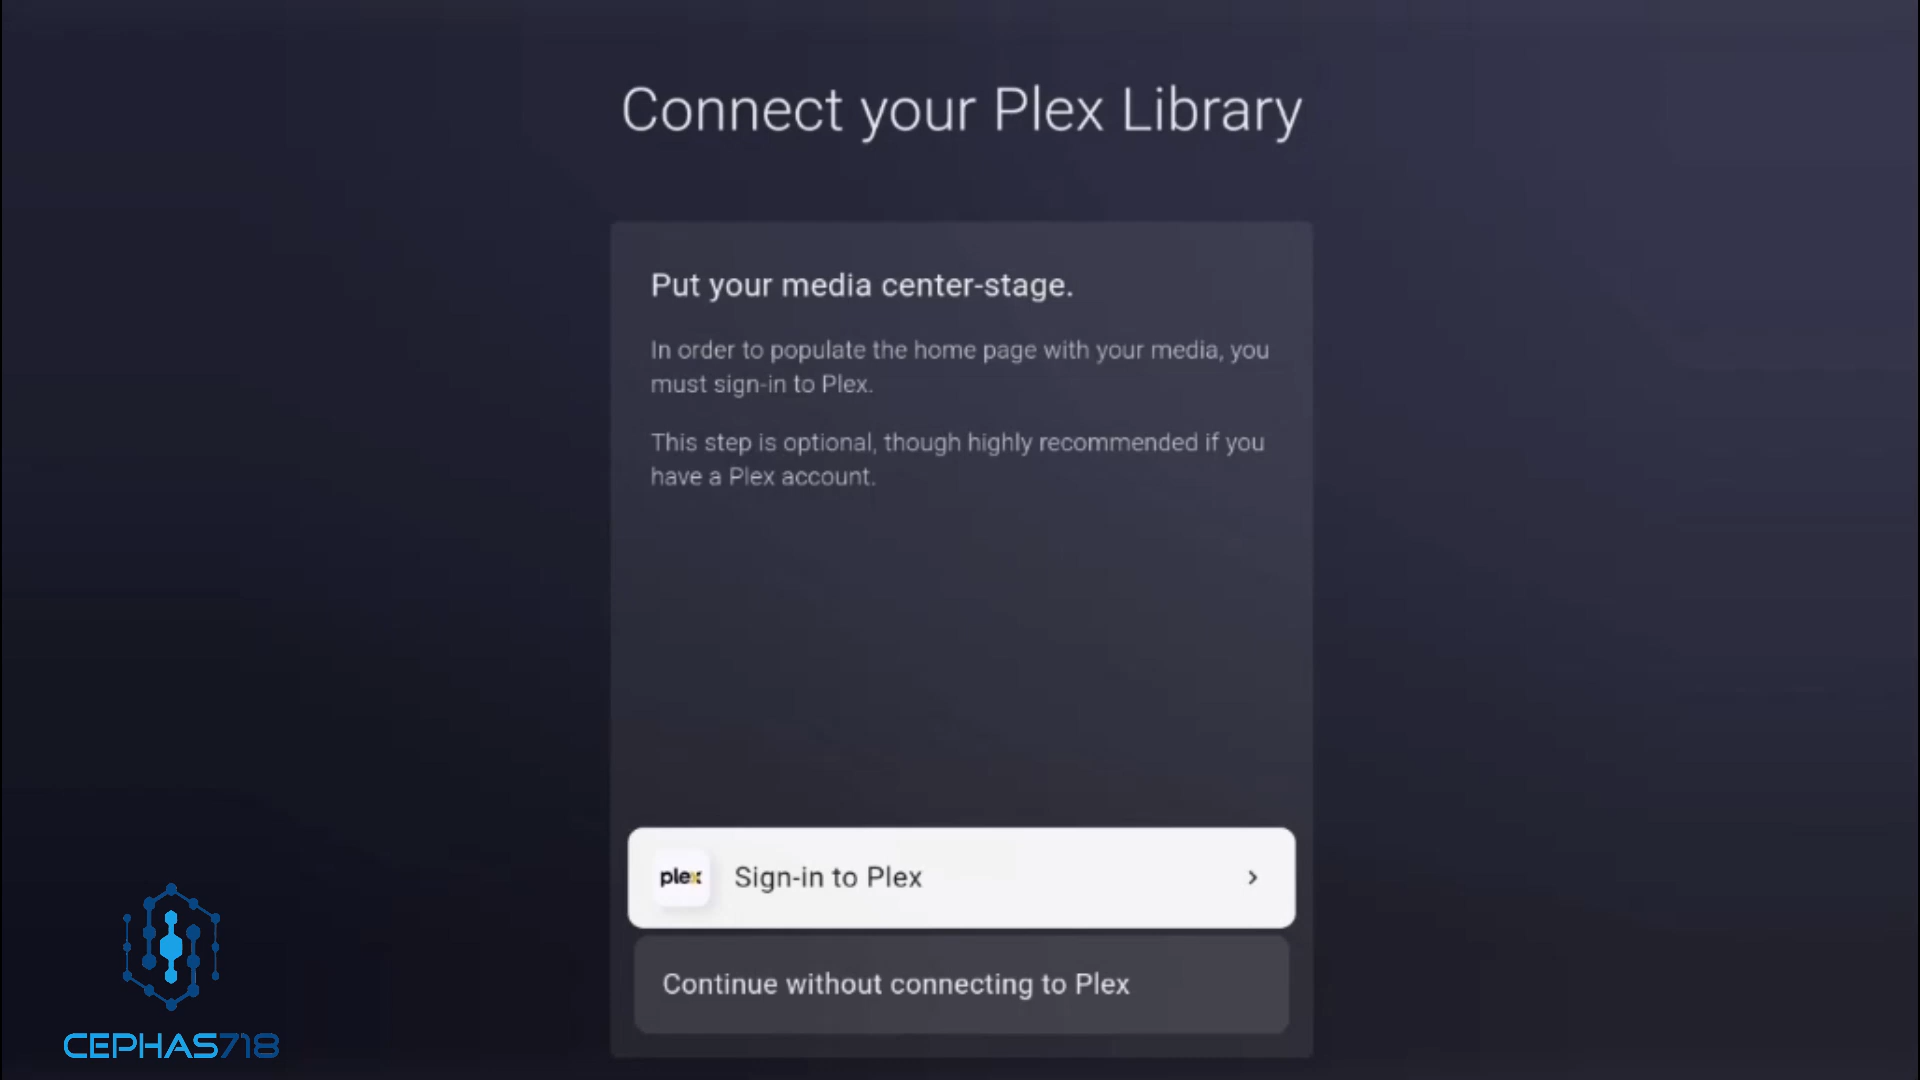 Connect your Plex Library
Put your media center-stage.
In order to populate the home page with your media, you
must sign-in to Plex.
This step is optional, though highly recommended if you
have a Plex account.
plex Sign-in to Plex
Continue without connecting to Plex
CEPHAS718